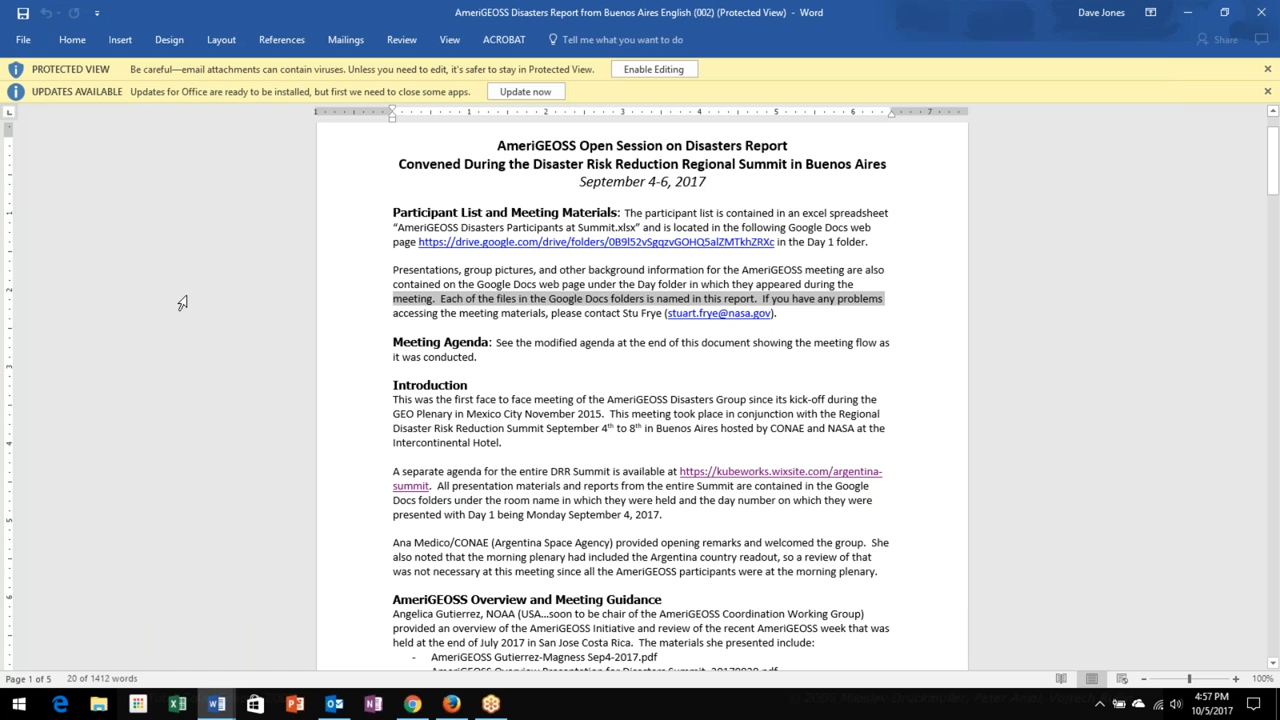 AmeriGEOSS Disasters Report from Buenos Aires English (002) (Protected View) - Word
Dave Jones
File Home Insert Design Layout References Mailings Review View ACROBAT Tell me what you want to do Share
PROTECTED VIEW Be careful—email attachments can contain viruses. Unless you need to edit, it's safer to stay in Protected View. Enable Editing
UPDATES AVAILABLE Updates for Office are ready to be installed, but first we need to close some apps. Update now
1 1 2 3 4 5 6 7
AmeriGEOSS Open Session on Disasters Report
Convened During the Disaster Risk Reduction Regional Summit in Buenos Aires
September 4-6, 2017
Participant List and Meeting Materials: The participant list is contained in an excel spreadsheet
“AmeriGEOSS Disasters Participants at Summit.xlsx” and is located in the following Google Docs web
page https://drive.google.com/drive/folders/0B9l52vSgqzvGOHQ5alZMTkhZRXc in the Day 1 folder.
Presentations, group pictures, and other background information for the AmeriGEOSS meeting are also
contained on the Google Docs web page under the Day folder in which they appeared during the
meeting. Each of the files in the Google Docs folders is named in this report. If you have any problems
accessing the meeting materials, please contact Stu Frye (stuart.frye@nasa.gov).
Meeting Agenda: See the modified agenda at the end of this document showing the meeting flow as
it was conducted.
Introduction
This was the first face to face meeting of the AmeriGEOSS Disasters Group since its kick-off during the
GEO Plenary in Mexico City November 2015. This meeting took place in conjunction with the Regional
Disaster Risk Reduction Summit September 4th to 8th in Buenos Aires hosted by CONAE and NASA at the
Intercontinental Hotel.
A separate agenda for the entire DRR Summit is available at https://kubeworks.wixsite.com/argentina-
summit. All presentation materials and reports from the entire Summit are contained in the Google
Docs folders under the room name in which they were held and the day number on which they were
presented with Day 1 being Monday September 4, 2017.
Ana Medico/CONAE (Argentina Space Agency) provided opening remarks and welcomed the group. She
also noted that the morning plenary had included the Argentina country readout, so a review of that
was not necessary at this meeting since all the AmeriGEOSS participants were at the morning plenary.
AmeriGEOSS Overview and Meeting Guidance
Angelica Gutierrez, NOAA (USA...soon to be chair of the AmeriGEOSS Coordination Working Group)
provided an overview of the AmeriGEOSS Initiative and review of the recent AmeriGEOSS week that was
held at the end of July 2017 in San Jose Costa Rica. The materials she presented include:
- AmeriGEOSS Gutierrez-Magness Sep4-2017.pdf
Page 1 of 5 20 of 1412 words 100%
4:57 PM
10/5/2017